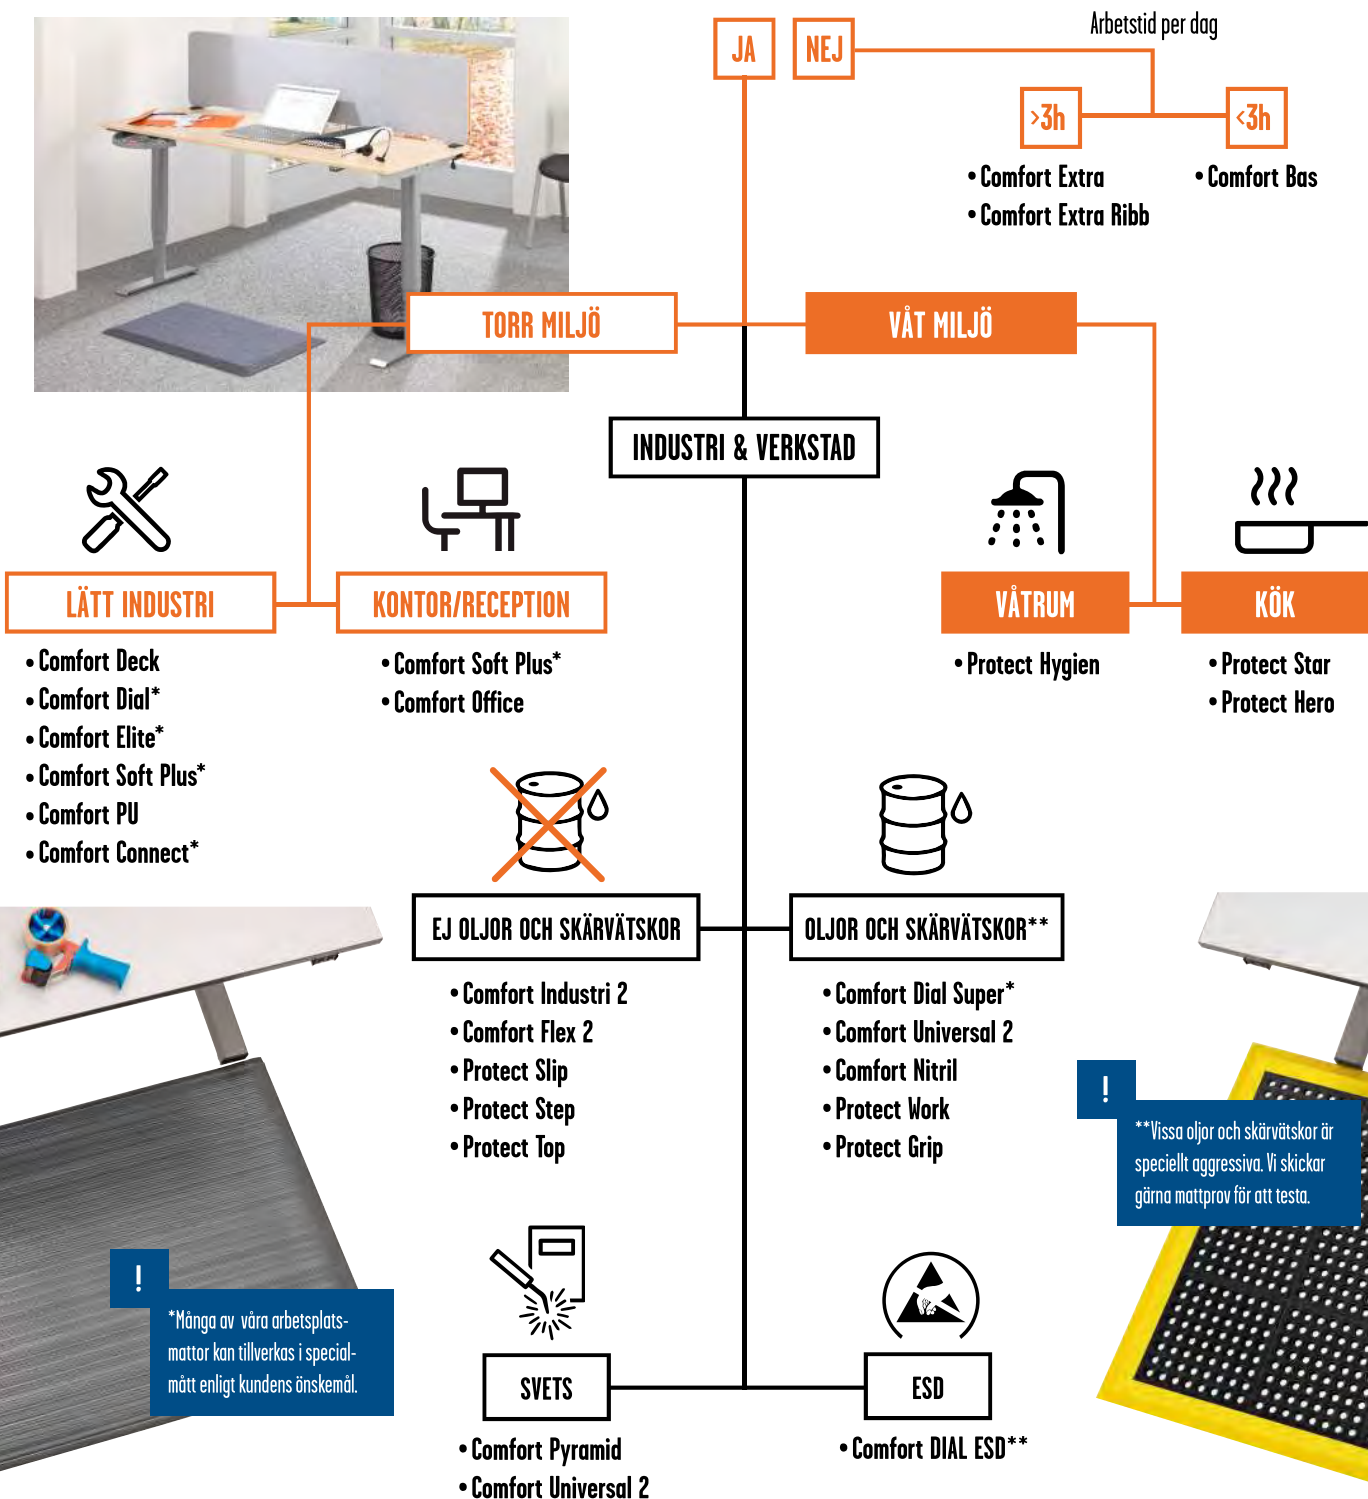 Arbetstid per dag
JA
NEJ
>3h
<3h
• Comfort Extra
• Comfort Extra Ribb
• Comfort Bas
TORR MILJÖ
VÅT MILJÖ
INDUSTRI & VERKSTAD
LÄTT INDUSTRI
• Comfort Deck
• Comfort Dial*
• Comfort Elite*
• Comfort Soft Plus*
• Comfort PU
• Comfort Connect*
KONTOR/RECEPTION
• Comfort Soft Plus*
• Comfort Office
VÅTRUM
• Protect Hygien
KÖK
• Protect Star
• Protect Hero
EJ OLJOR OCH SKÄRVÄTSKOR
• Comfort Industri 2
• Comfort Flex 2
• Protect Slip
• Protect Step
• Protect Top
OLJOR OCH SKÄRVÄTSKOR**
• Comfort Dial Super*
• Comfort Universal 2
• Comfort Nitril
• Protect Work
• Protect Grip
!
**Vissa oljor och skärvätskor är
speciellt aggressiva. Vi skickar
gärna mattprov för att testa.
!
*Många av våra arbetsplats-
mattor kan tillverkas i special-
mått enligt kundens önskemål.
SVETS
• Comfort Pyramid
• Comfort Universal 2
ESD
• Comfort DIAL ESD**